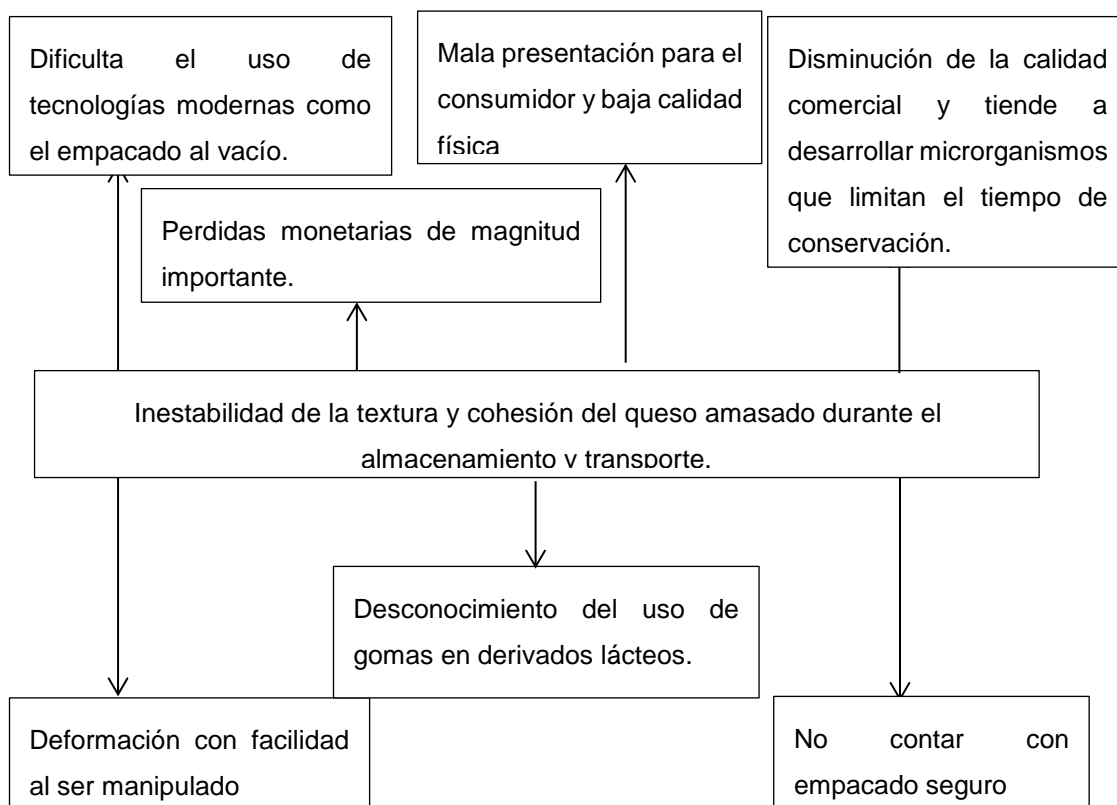 Dificulta el uso de
tecnologías modernas como
el empacado al vacío.
Mala presentación para el
consumidor y baja calidad
física
Disminución de la calidad
comercial y tiende a
desarrollar microrganismos
que limitan el tiempo de
conservación.
Perdidas monetarias de magnitud
importante.
Inestabilidad de la textura y cohesión del queso amasado durante el
almacenamiento y transporte.
Desconocimiento del uso de
gomas en derivados lácteos.
Deformación con facilidad
al ser manipulado
No contar con
empacado seguro